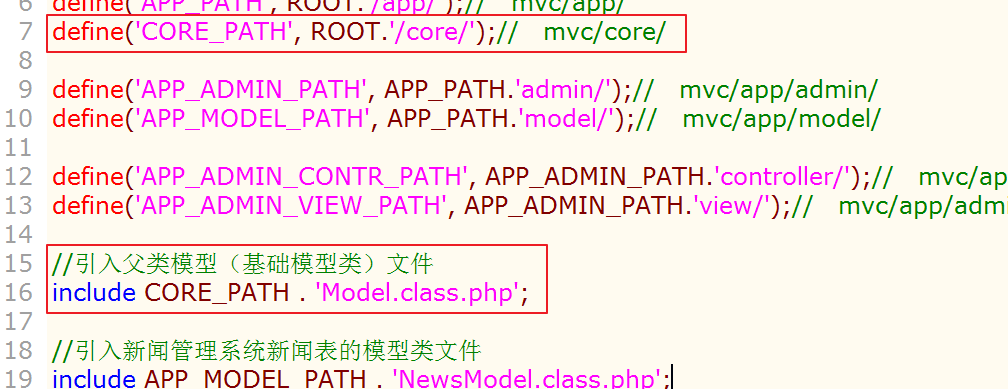 6 define('APP_PATH', ROOT.'/app/');// mvc/app/
7 define('CORE_PATH', ROOT.'/core/');// mvc/core/
8
9 define('APP_ADMIN_PATH', APP_PATH.'admin/');// mvc/app/admin/
10 define('APP_MODEL_PATH', APP_PATH.'model/');// mvc/app/model/
11
12 define('APP_ADMIN_CONTR_PATH', APP_ADMIN_PATH.'controller/');// mvc/ap
13 define('APP_ADMIN_VIEW_PATH', APP_ADMIN_PATH.'view/');// mvc/app/adm
14
15 //引入父类模型（基础模型类）文件
16 include CORE_PATH . 'Model.class.php';
17
18 //引入新闻管理系统新闻表的模型类文件
19 include APP_MODEL_PATH . 'NewsModel.class.php';